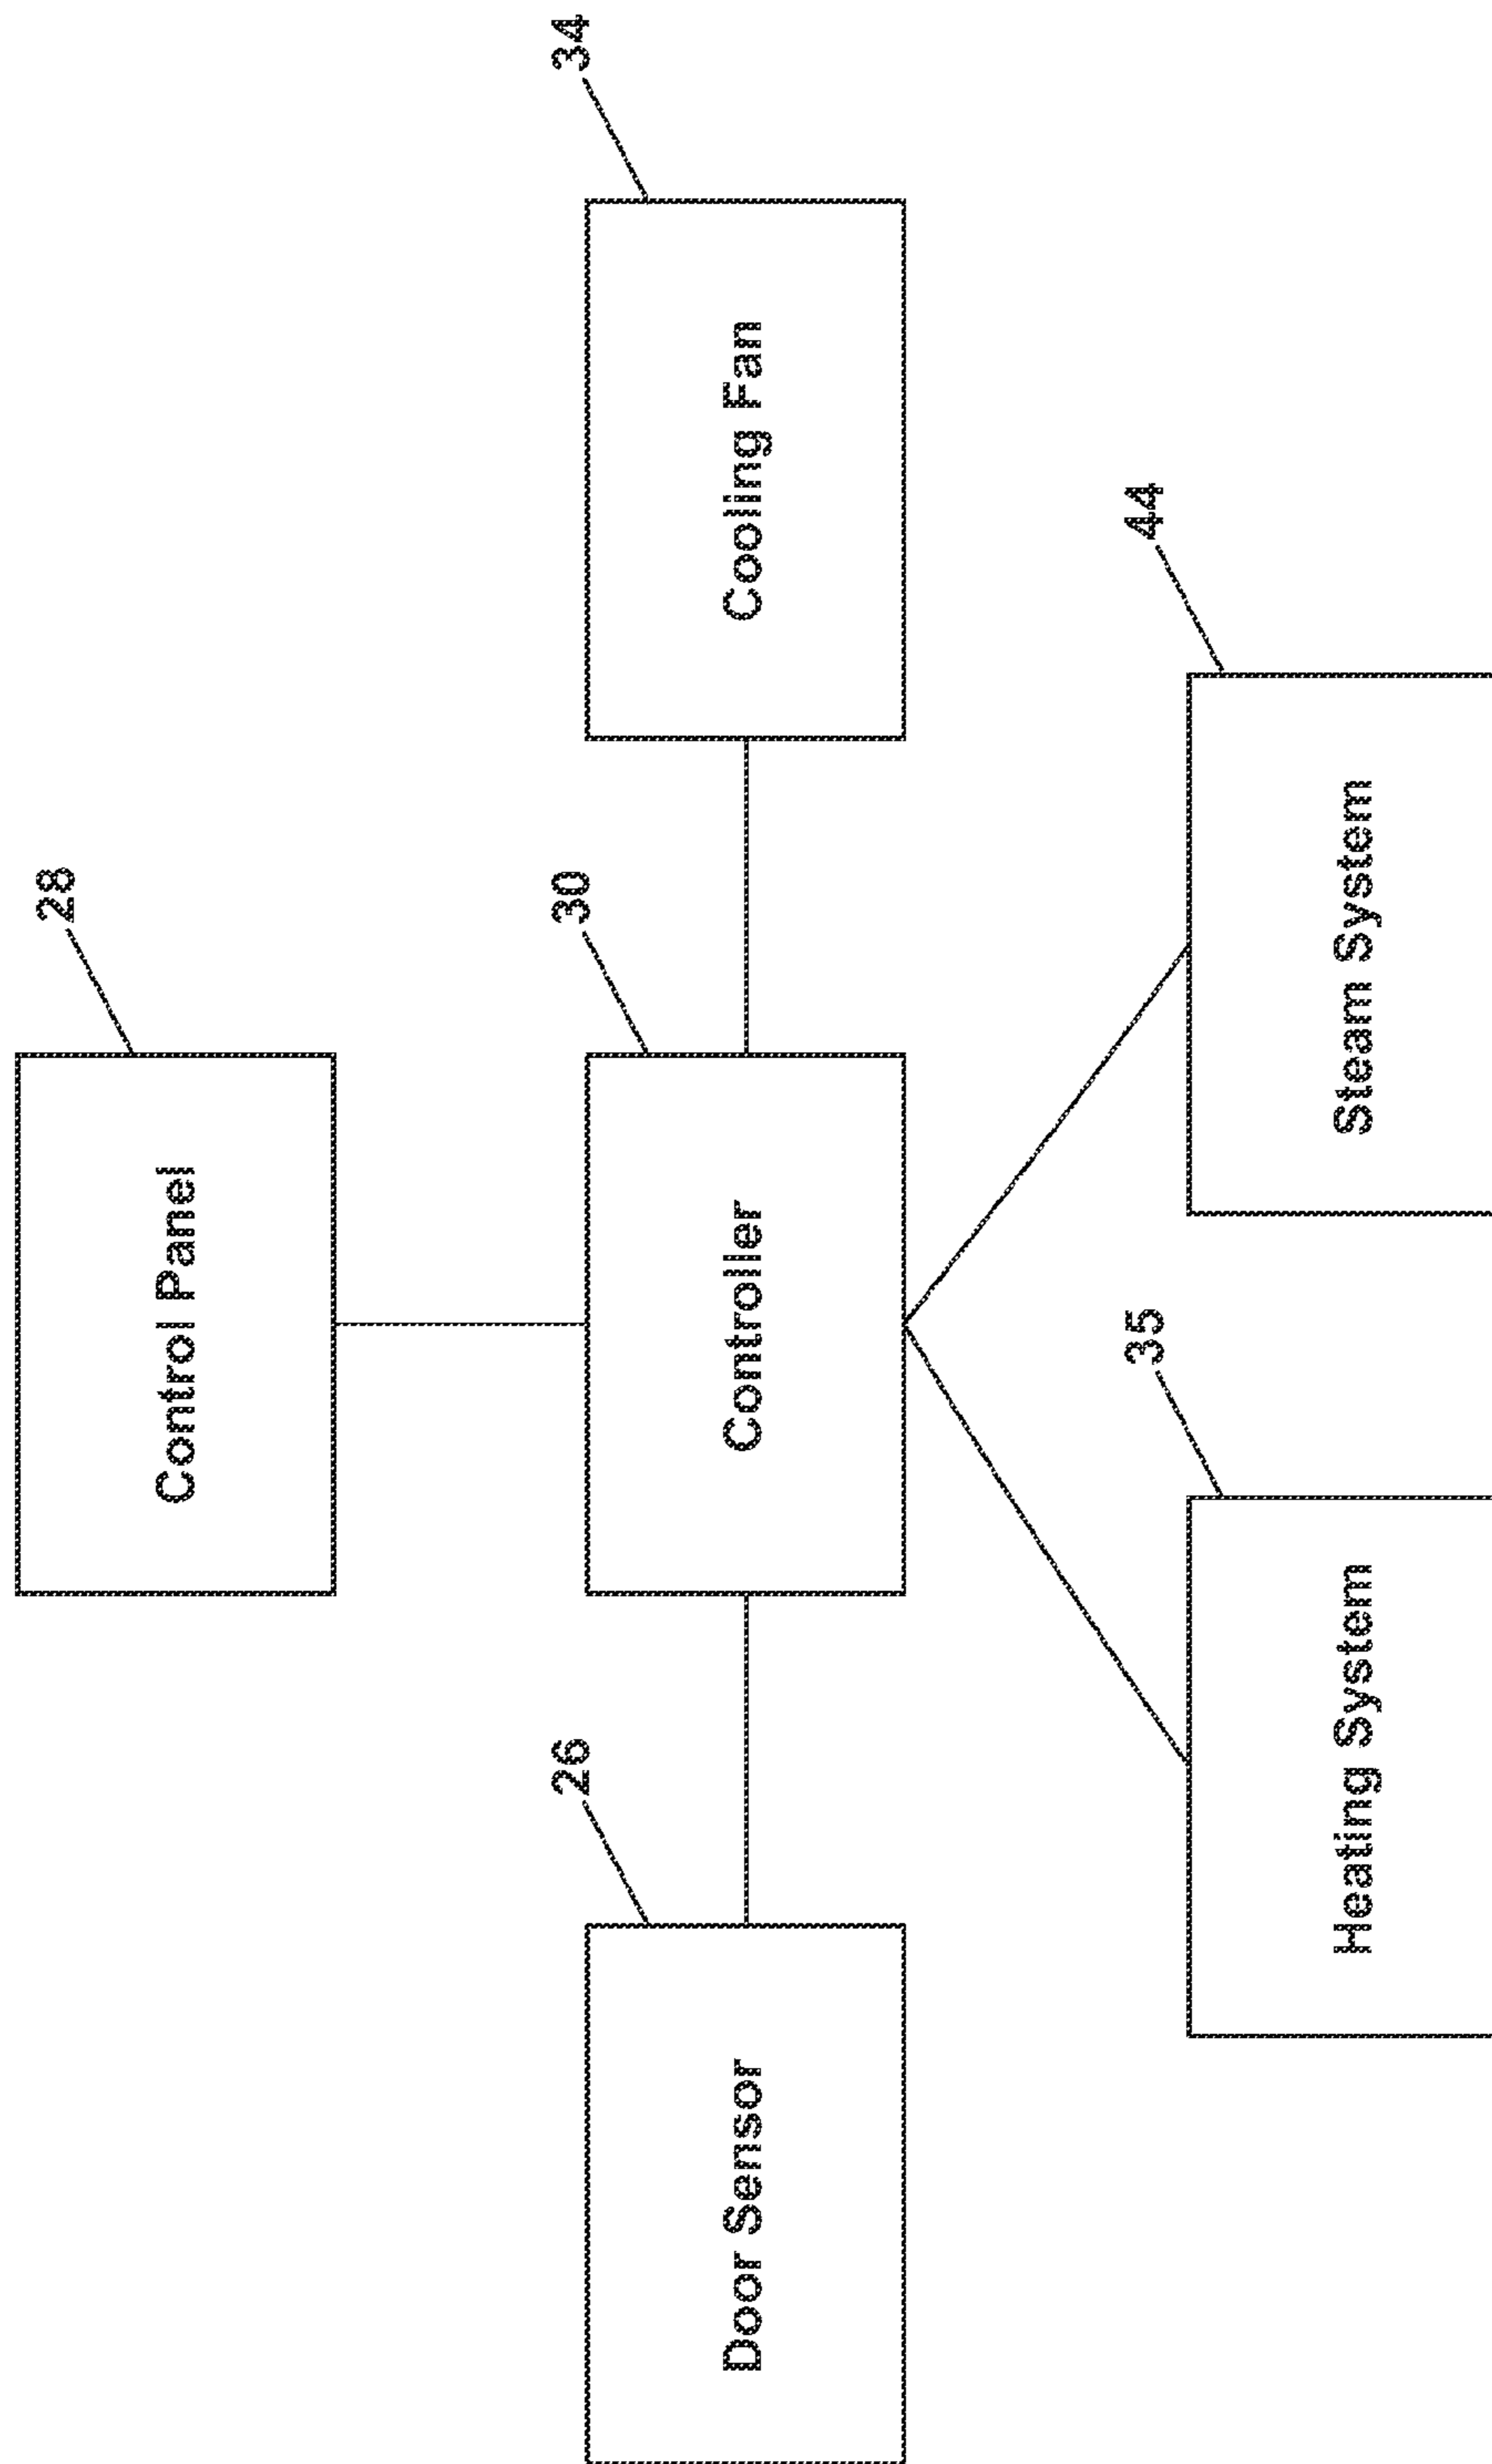 28
Control Panel
26
30
34
Door Sensor
Controller
Cooling Fan
35
44
Heating System
Steam System